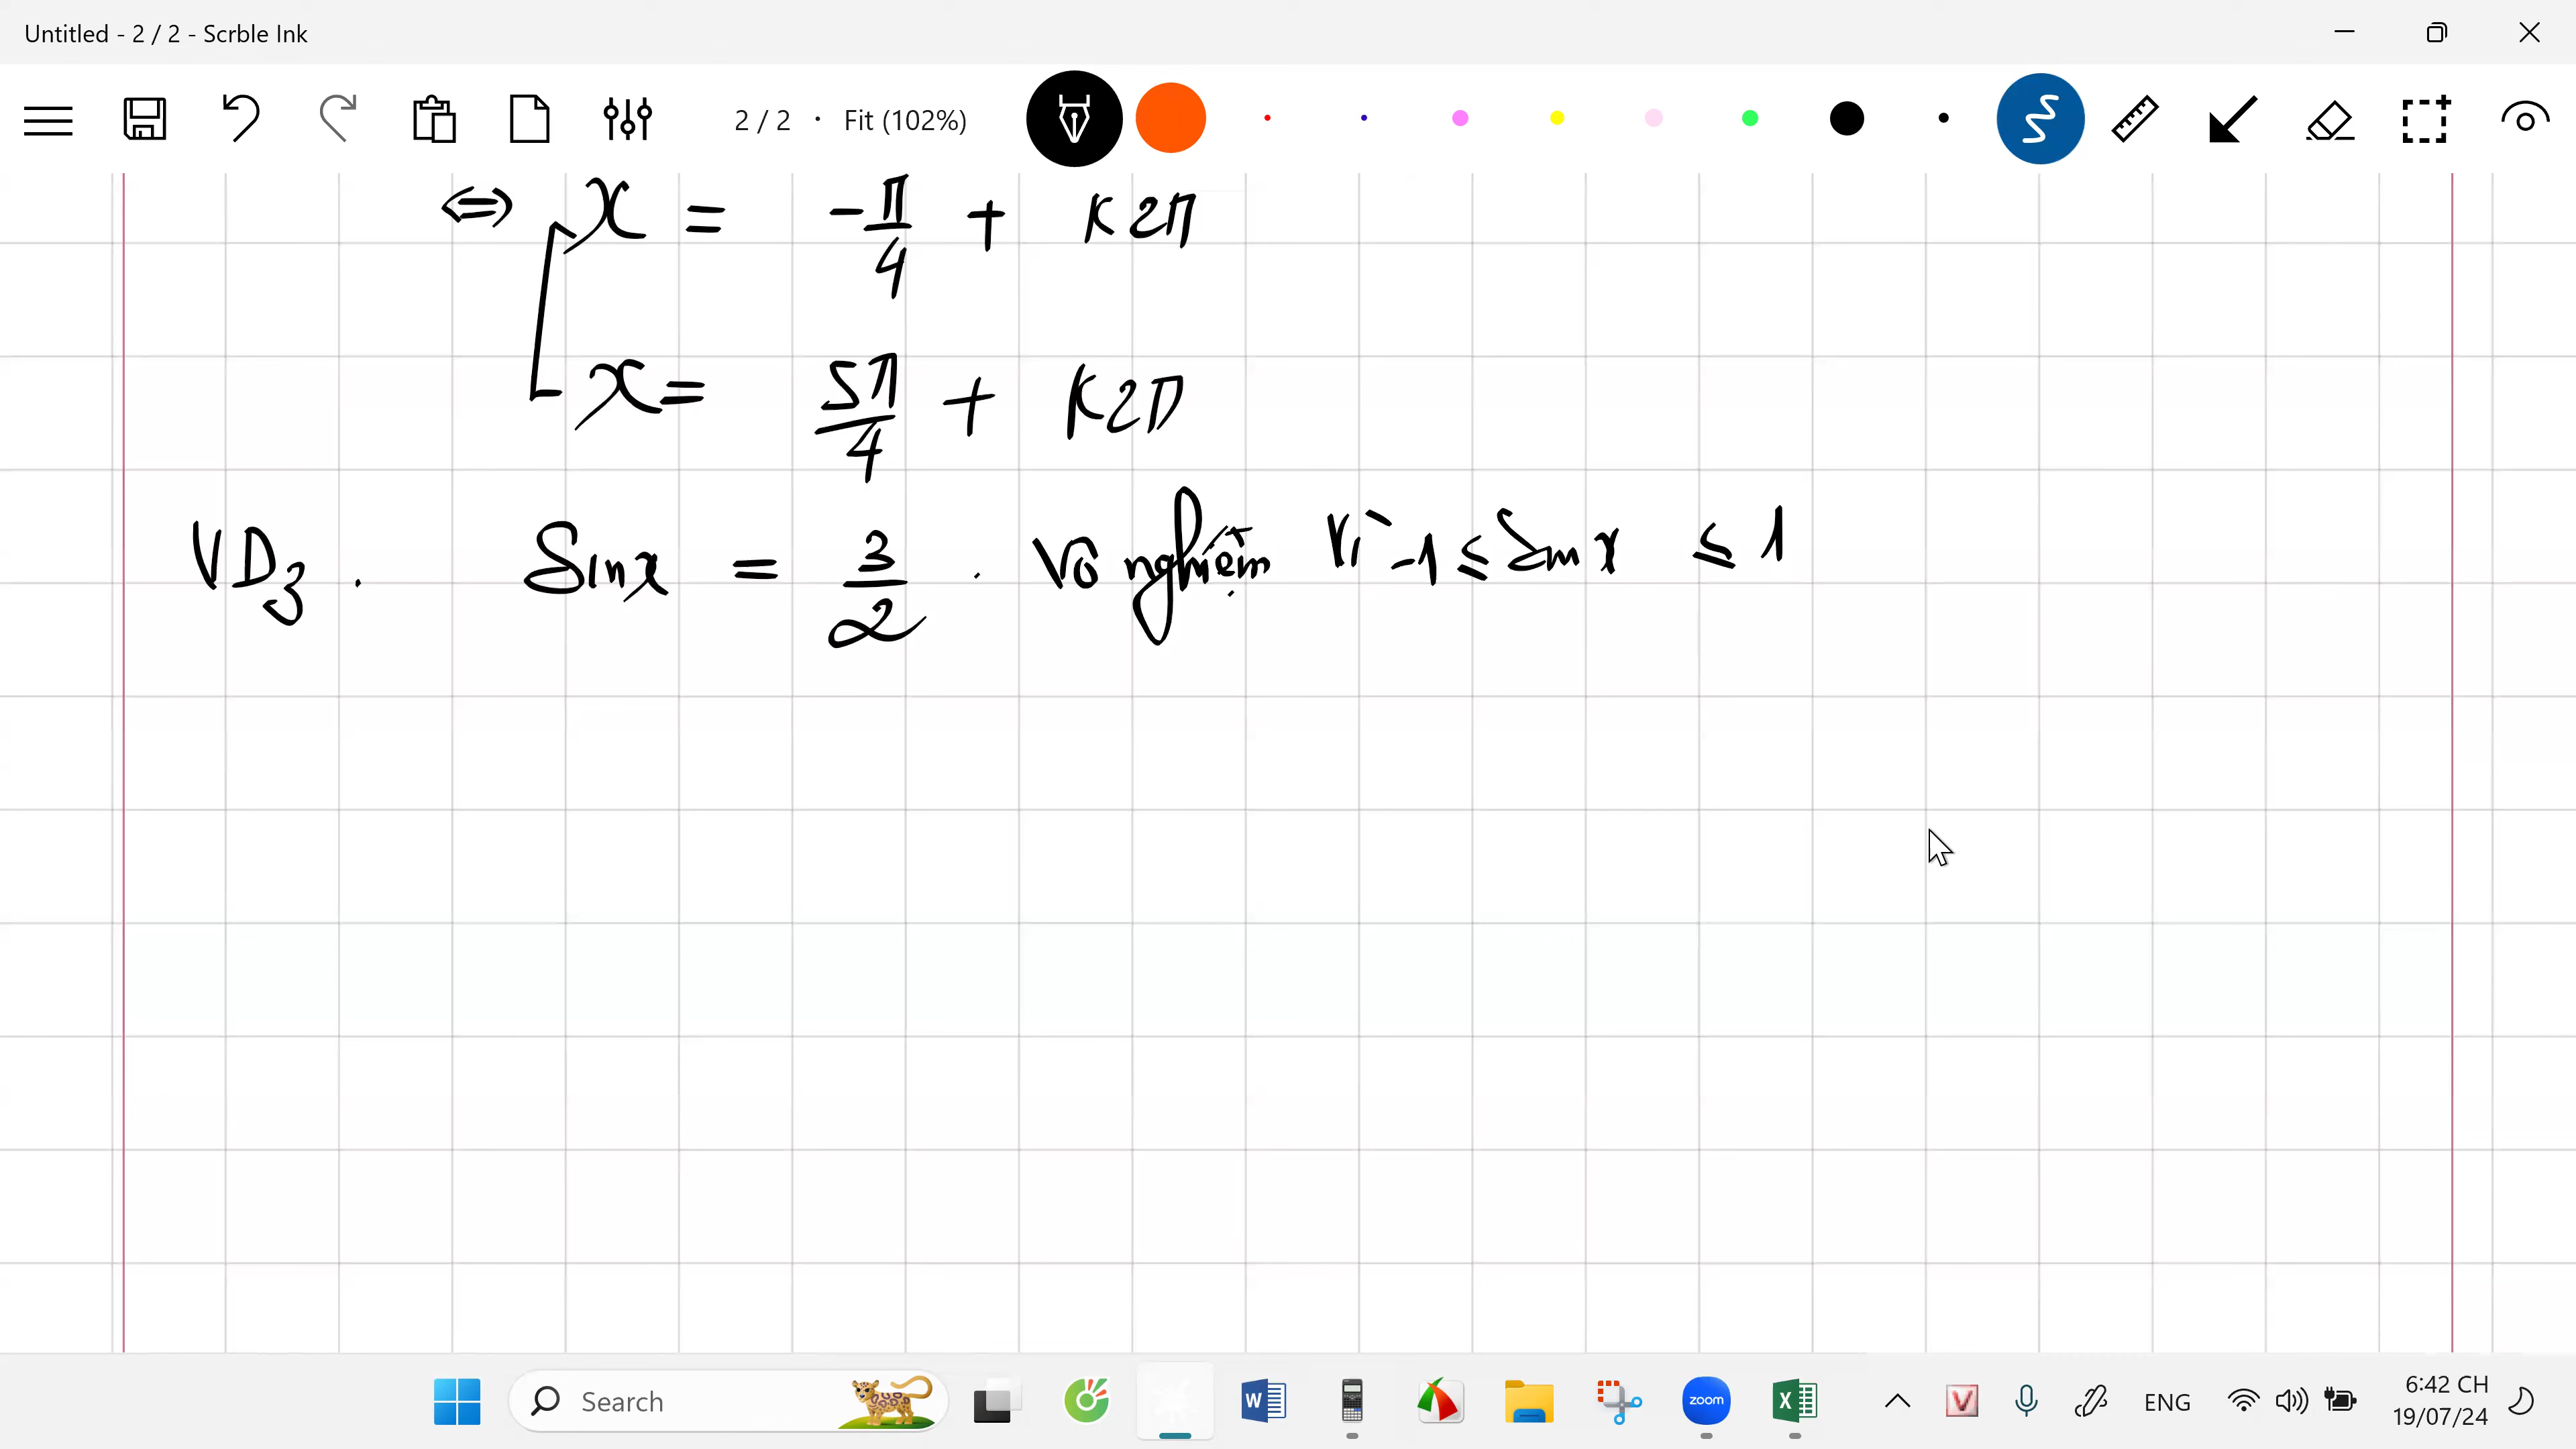 Untitled - 2 / 2 - Scrble Ink
2 / 2 · Fit (102%)
⇔ x = -π/4 + k2π
x = 5π/4 + k2π
VD3. Sinx = 3/2 . Vô nghiệm Vì -1 ≤ Sinx ≤ 1
Search
W
zoom
X
V
ENG
6:42 CH
19/07/24